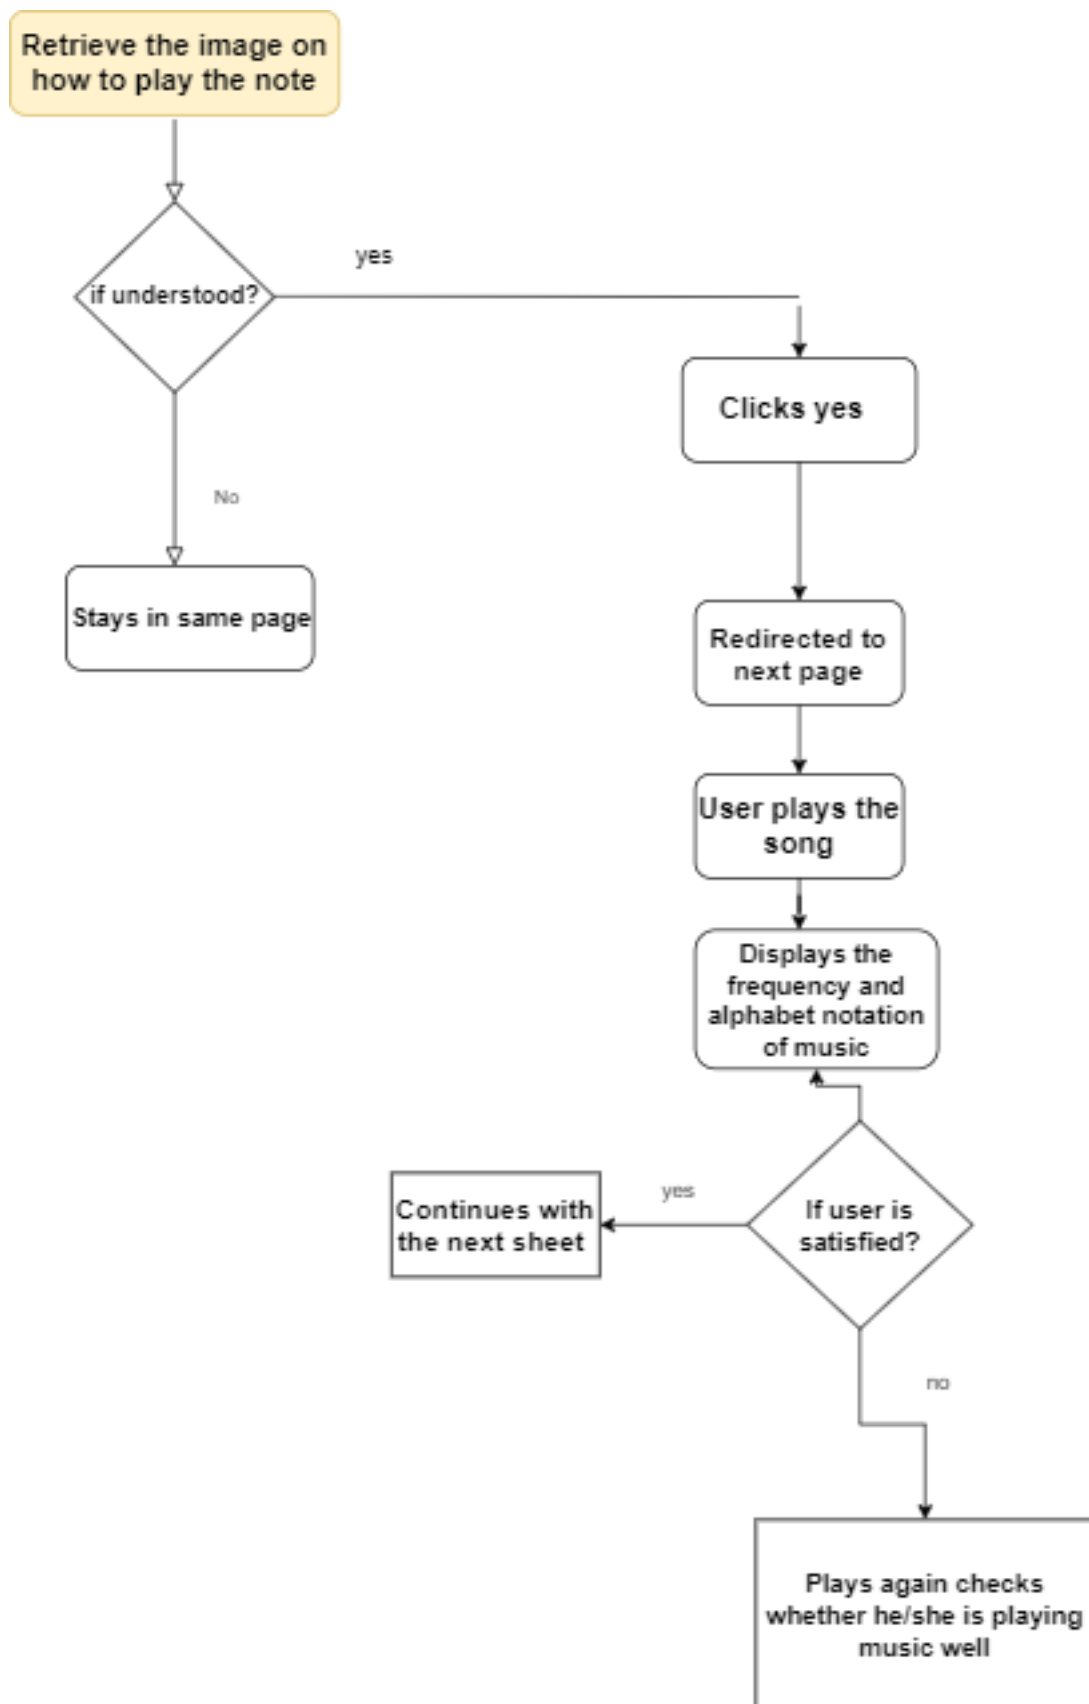 Retrieve the image on
how to play the note
yes
if understood?
Clicks yes
No
Stays in same page
Redirected to
next page
User plays the
song
Displays the
frequency and
alphabet notation
of music
yes
Continues with
the next sheet
If user is
satisfied?
no
Plays again checks
whether he/she is playing
music well